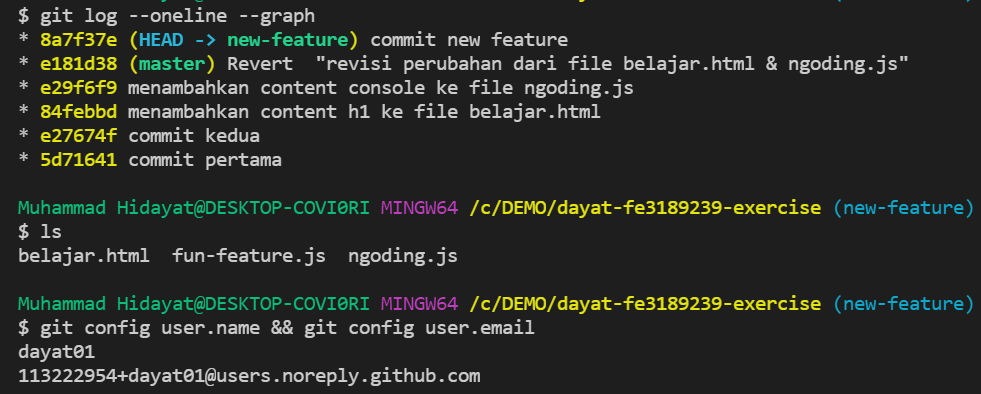 $ git log --oneline --graph
* 8a7f37e (HEAD -> new-feature) commit new feature
* e181d38 (master) Revert  "revisi perubahan dari file belajar.html & ngoding.js"
* e29f6f9 menambahkan content console ke file ngoding.js
* 84febbd menambahkan content h1 ke file belajar.html
* e27674f commit kedua
* 5d71641 commit pertama
Muhammad Hidayat@DESKTOP-COVI0RI MINGW64 /c/DEMO/dayat-fe3189239-exercise (new-feature)
$ ls
belajar.html  fun-feature.js  ngoding.js
Muhammad Hidayat@DESKTOP-COVI0RI MINGW64 /c/DEMO/dayat-fe3189239-exercise (new-feature)
$ git config user.name && git config user.email
dayat01
113222954+dayat01@users.noreply.github.com